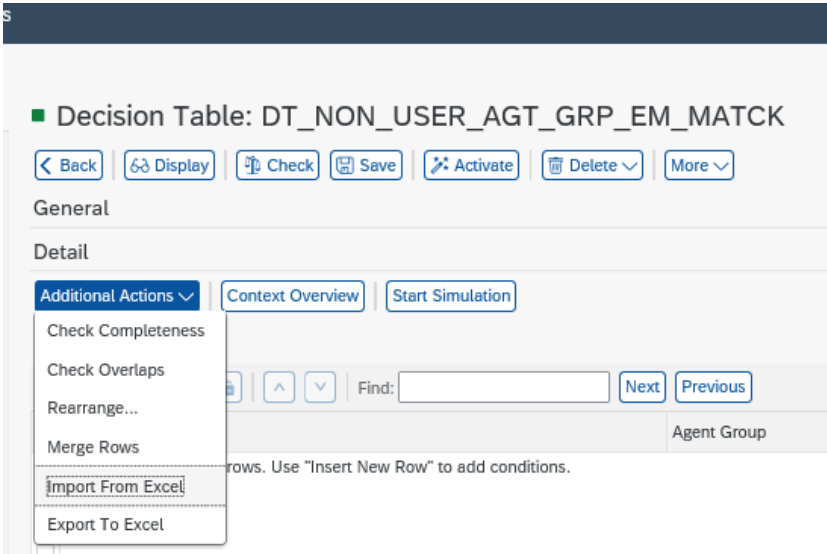 s
Decision Table: DT_NON_USER_AGT_GRP_EM_MATCK
Back Display Check Save Activate Delete More
General
Detail
Additional Actions Context Overview Start Simulation
Check Completeness
Check Overlaps
Find: Next Previous
Rearrange...
Agent Group
Merge Rows
rows. Use "Insert New Row" to add conditions.
Import From Excel
Export To Excel